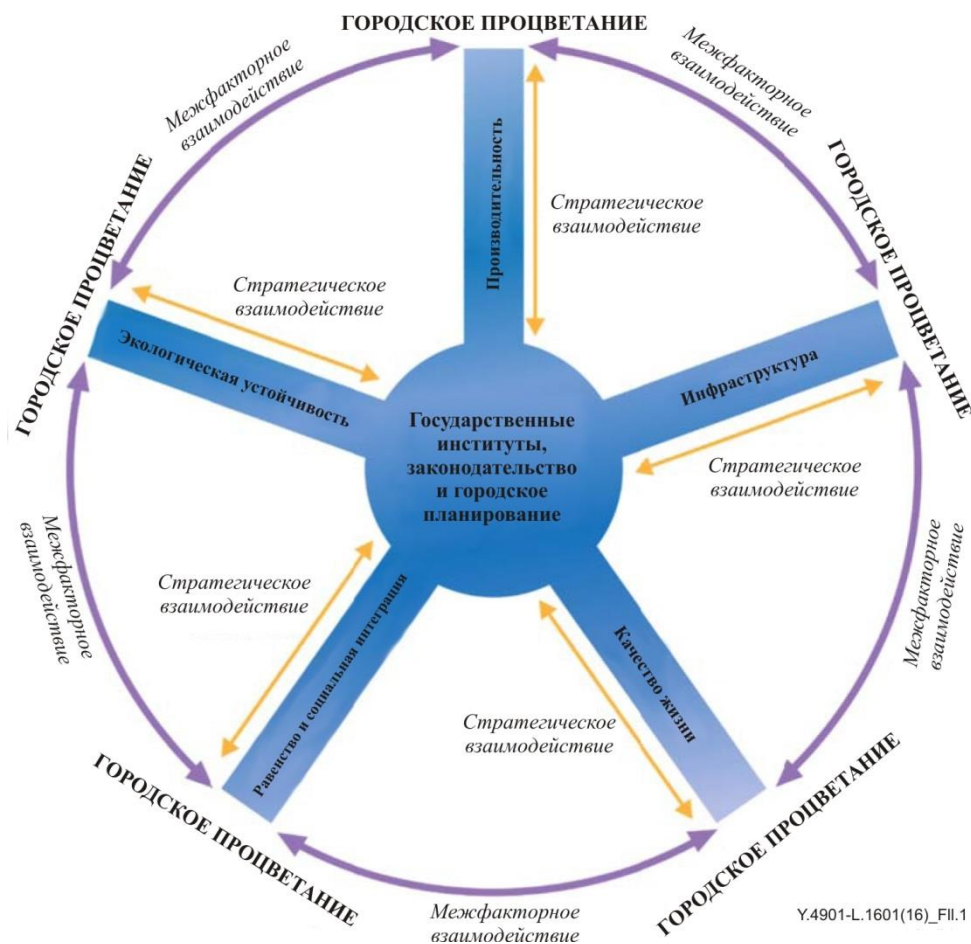 ГОРОДСКОЕ ПРОЦВЕТАНИЕ
Межфакторное
взаимодействие
Межфакторное
взаимодействие
ГОРОДСКОЕ ПРОЦВЕТАНИЕ
ГОРОДСКОЕ ПРОЦВЕТАНИЕ
Производительность
Стратегическое
взаимодействие
Стратегическое
взаимодействие
Экологическая устойчивость
Инфраструктура
Государственные
институты,
законодательство
и городское
планирование
Стратегическое
взаимодействие
Межфакторное
взаимодействие
Стратегическое
взаимодействие
Межфакторное
взаимодействие
Равенство и социальная интеграция
Качество жизни
Стратегическое
взаимодействие
ГОРОДСКОЕ ПРОЦВЕТАНИЕ
ГОРОДСКОЕ ПРОЦВЕТАНИЕ
Межфакторное
взаимодействие
Y.4901-L.1601(16)_FII.1